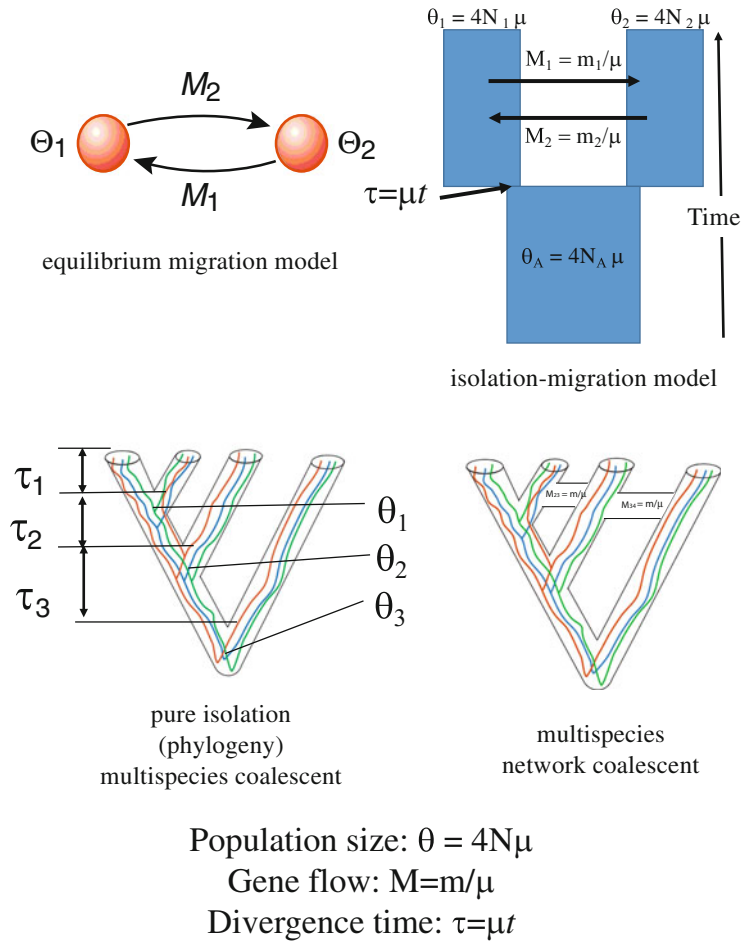 M2
Θ1
Θ2
M1
equilibrium migration model
θ1 = 4N1 μ
θ2 = 4N2 μ
M1 = m1/μ
M2 = m2/μ
τ=μt
Time
θA = 4NA μ
isolation-migration model
τ1
τ2
τ3
θ1
θ2
θ3
pure isolation
(phylogeny)
multispecies coalescent
M23 = m/μ
M34 = m/μ
multispecies
network coalescent
Population size: θ = 4Nμ
Gene flow: M=m/μ
Divergence time: τ=μt